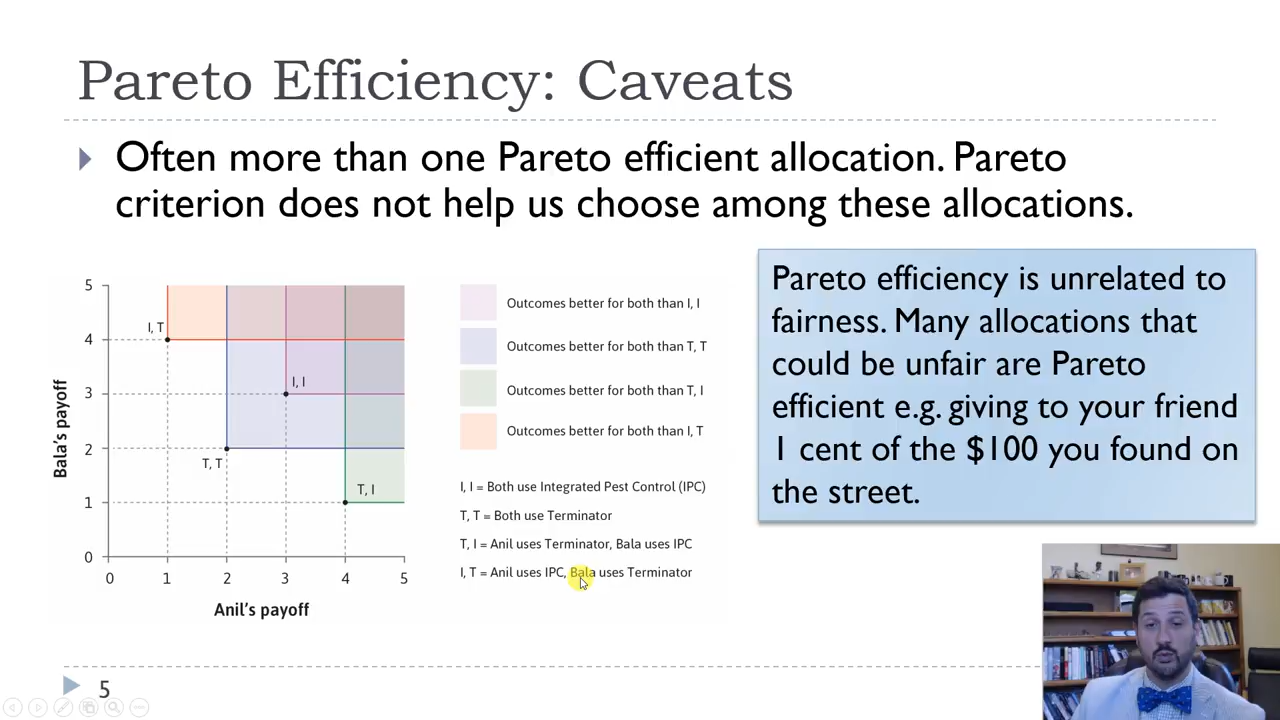 Pareto Efficiency: Caveats
Often more than one Pareto efficient allocation. Pareto
criterion does not help us choose among these allocations.
Pareto efficiency is unrelated to
fairness. Many allocations that
could be unfair are Pareto
efficient e.g. giving to your friend
1 cent of the $100 you found on
the street.
Bala's payoff
5
4
3
2
1
0
I, T
I, I
T, T
T, I
0 1 2 3 4 5
Anil's payoff
Outcomes better for both than I, I
Outcomes better for both than T, T
Outcomes better for both than T, I
Outcomes better for both than I, T
I, I = Both use Integrated Pest Control (IPC)
T, T = Both use Terminator
T, I = Anil uses Terminator, Bala uses IPC
I, T = Anil uses IPC, Bala uses Terminator
5